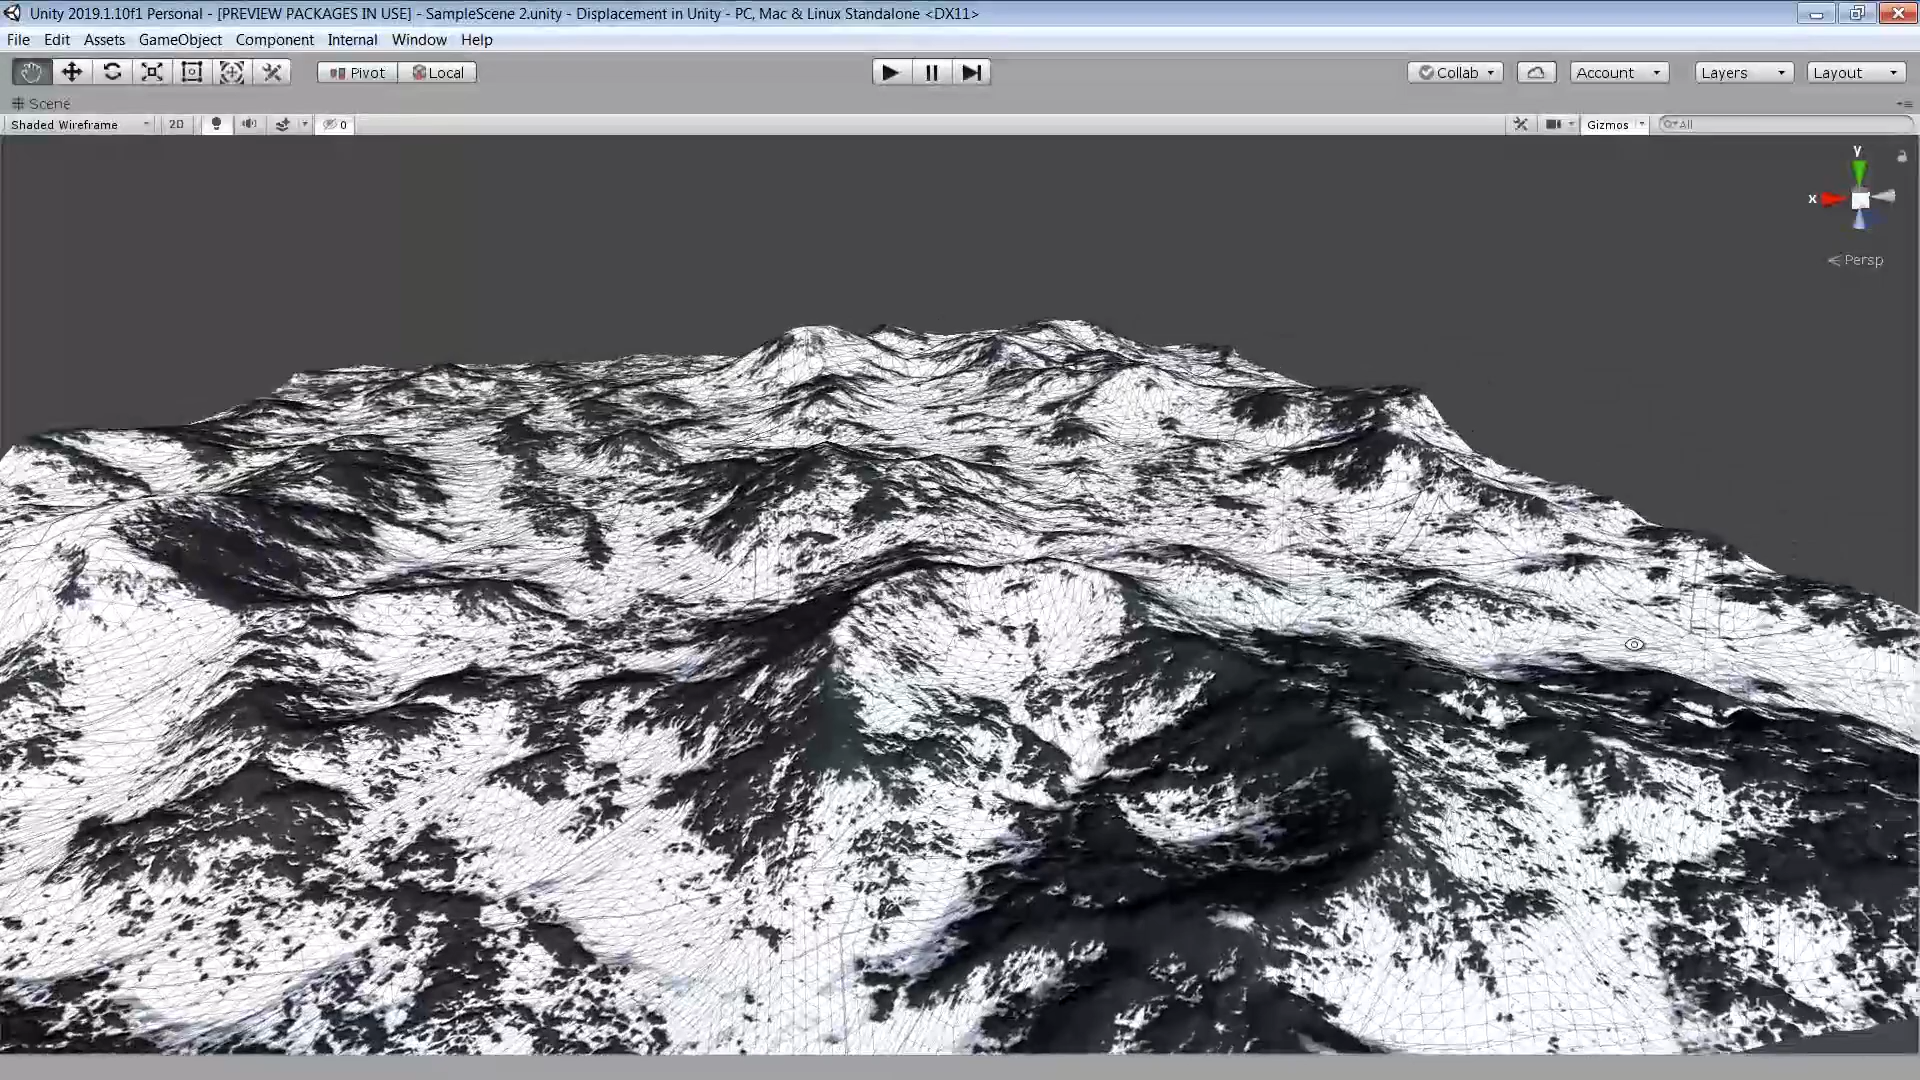 Unity 2019.1.10f1 Personal - [PREVIEW PACKAGES IN USE] - SampleScene 2.unity - Displacement in Unity - PC, Mac & Linux Standalone <DX11>
File Edit Assets GameObject Component Internal Window Help
Pivot Local Collab Account Layers Layout
Scene
Shaded Wireframe 2D 0 Gizmos All
y
x
Persp